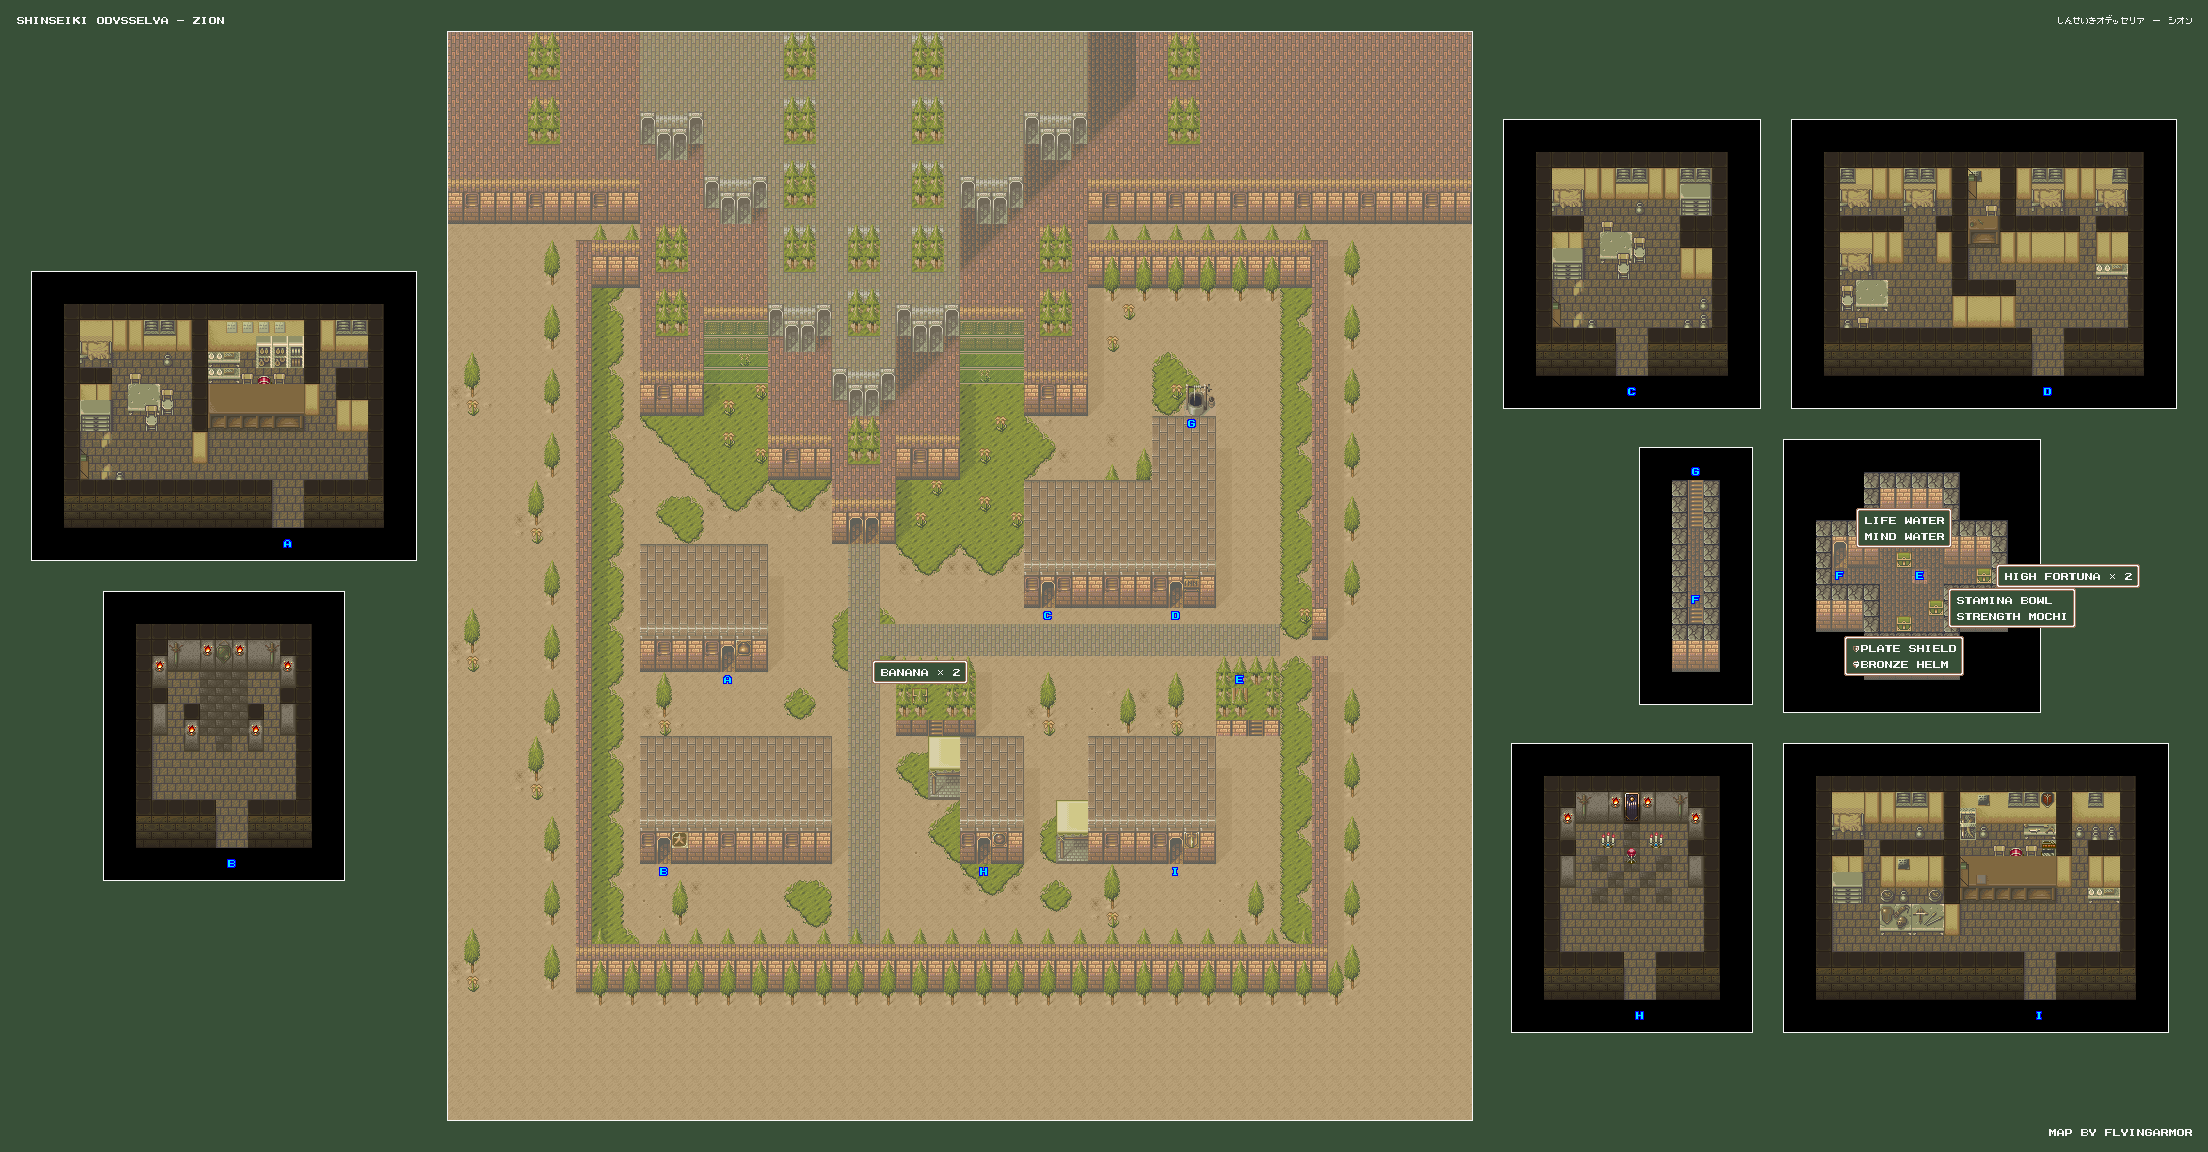 SHINSEIKI ODYSSELYA – ZION
しんせいきオデッセリア ー シオン
A
B
G
C
D
BANANA × 2
A
E
B
H
I
C
D
G
F
LIFE WATER
MIND WATER
F
E
HIGH FORTUNA × 2
STAMINA BOWL
STRENGTH MOCHI
PLATE SHIELD
BRONZE HELM
H
I
MAP BY FLYINGARMOR